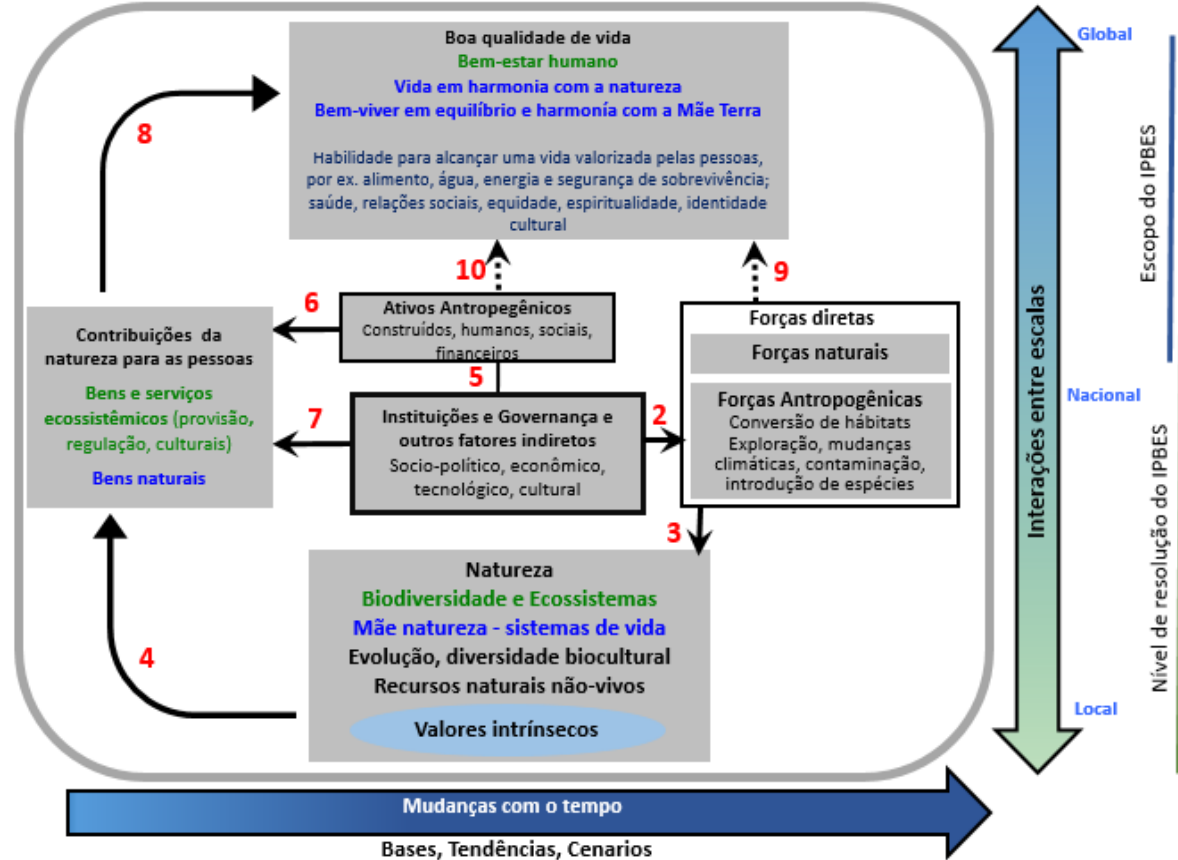 Boa qualidade de vida
Bem-estar humano
Vida em harmonia com a natureza
Bem-viver em equilíbrio e harmonía com a Mãe Terra
Habilidade para alcançar uma vida valorizada pelas pessoas,
por ex. alimento, água, energia e segurança de sobrevivência;
saúde, relações sociais, equidade, espiritualidade, identidade
cultural
8
10
9
6
Ativos Antropegênicos
Construídos, humanos, sociais,
financeiros
5
Contribuições da
natureza para as pessoas
Bens e serviços
ecossistêmicos (provisão,
regulação, culturais)
Bens naturais
7
Instituições e Governança e
outros fatores indiretos
Socio-político, econômico,
tecnológico, cultural
2
Forças diretas
Forças naturais
Forças Antropogênicas
Conversão de hábitats
Exploração, mudanças
climáticas, contaminação,
introdução de espécies
3
4
Natureza
Biodiversidade e Ecossistemas
Mãe natureza - sistemas de vida
Evolução, diversidade biocultural
Recursos naturais não-vivos
Valores intrínsecos
Interações entre escalas
Global
Nacional
Local
Escopo do IPBES
Nível de resolução do IPBES
Mudanças com o tempo
Bases, Tendências, Cenarios